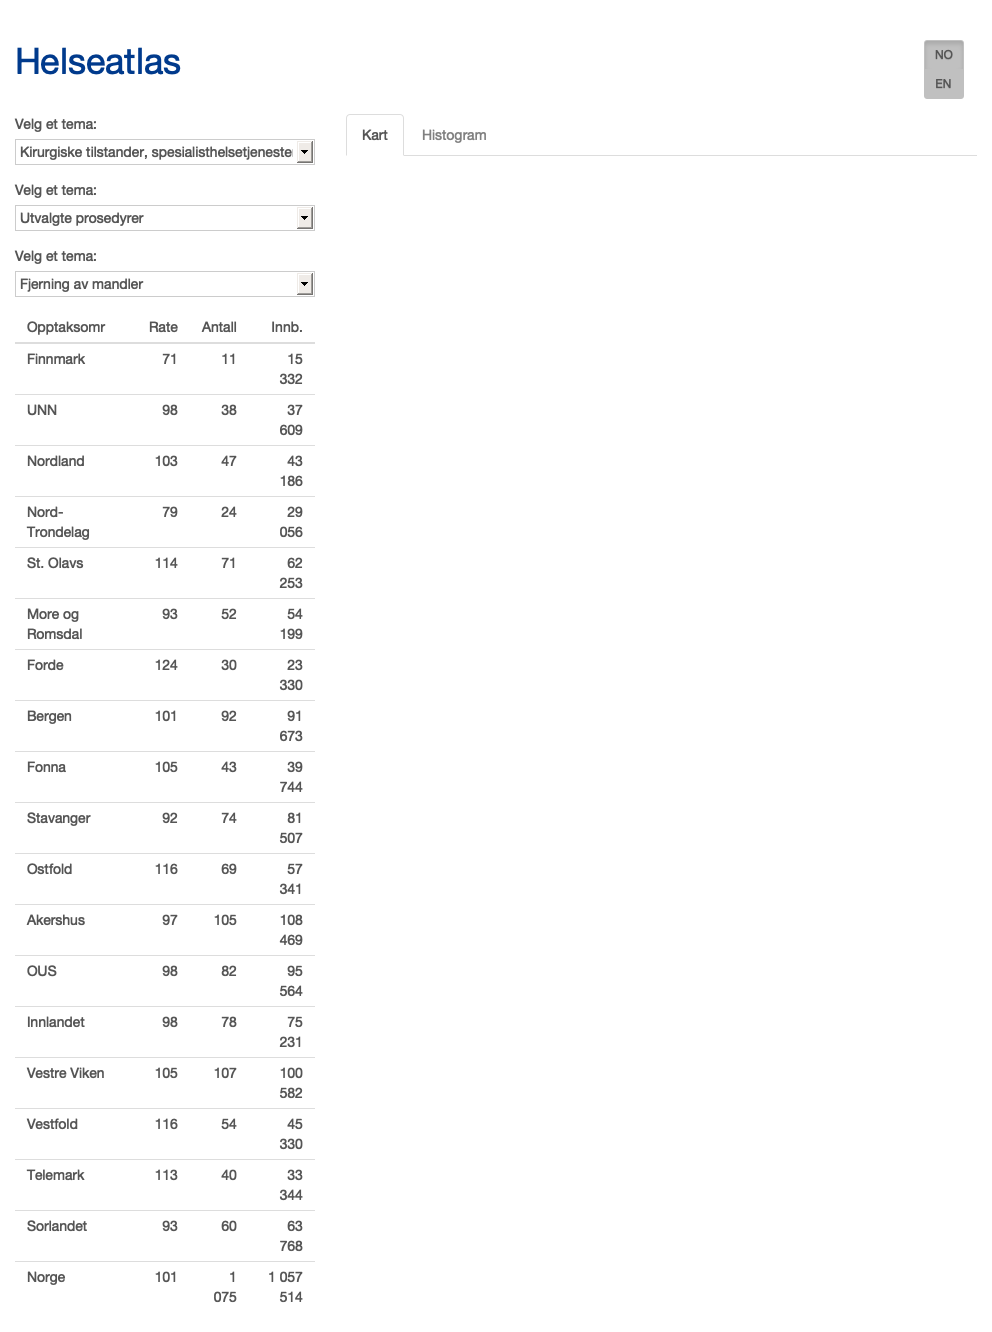 Helseatlas
NO
EN
Velg et tema:
Kirurgiske tilstander, spesialisthelsetjeneste
Velg et tema:
Utvalgte prosedyrer
Velg et tema:
Fjerning av mandler
Kart Histogram
Opptaksomr Rate Antall Innb.
Finnmark 71 11 15
332
UNN 98 38 37
609
Nordland 103 47 43
186
Nord- 79 24 29
Trondelag 056
St. Olavs 114 71 62
253
More og 93 52 54
Romsdal 199
Forde 124 30 23
330
Bergen 101 92 91
673
Fonna 105 43 39
744
Stavanger 92 74 81
507
Ostfold 116 69 57
341
Akershus 97 105 108
469
OUS 98 82 95
564
Innlandet 98 78 75
231
Vestre Viken 105 107 100
582
Vestfold 116 54 45
330
Telemark 113 40 33
344
Sorlandet 93 60 63
768
Norge 101 1 1 057
075 514